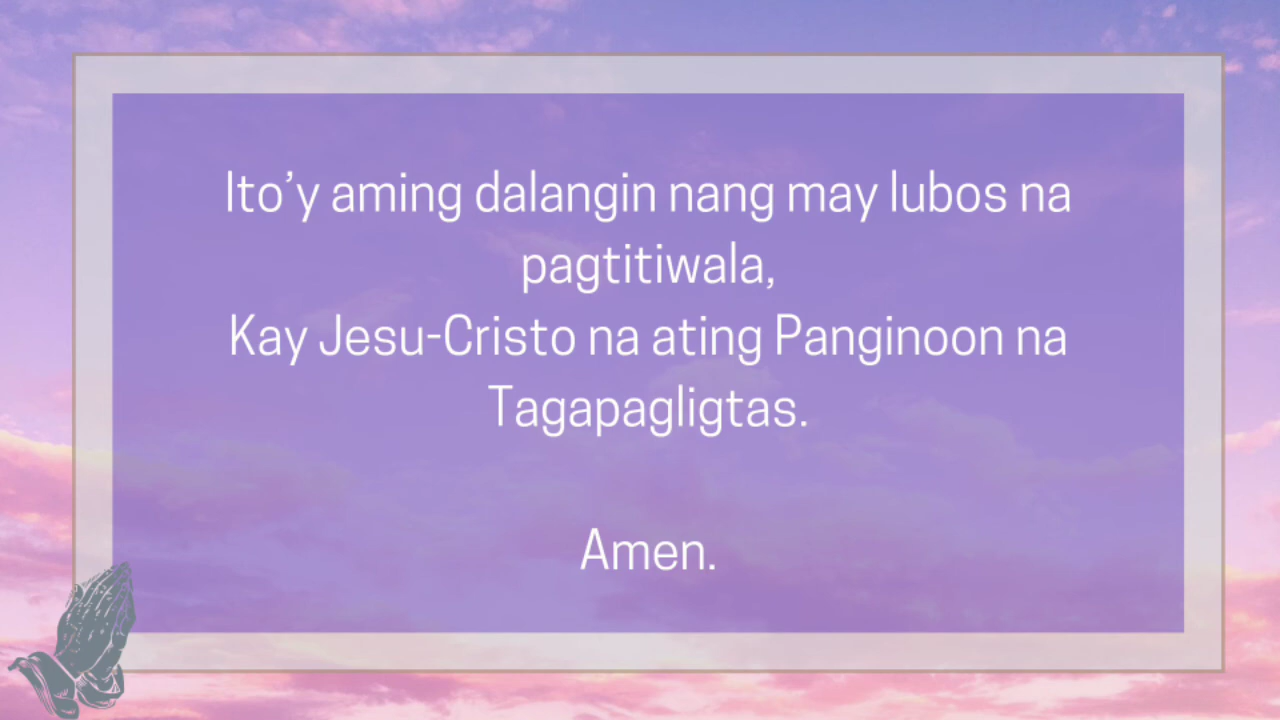 Ito’y aming dalangin nang may lubos na
pagtitiwala,
Kay Jesu-Cristo na ating Panginoon na
Tagapagligtas.
Amen.